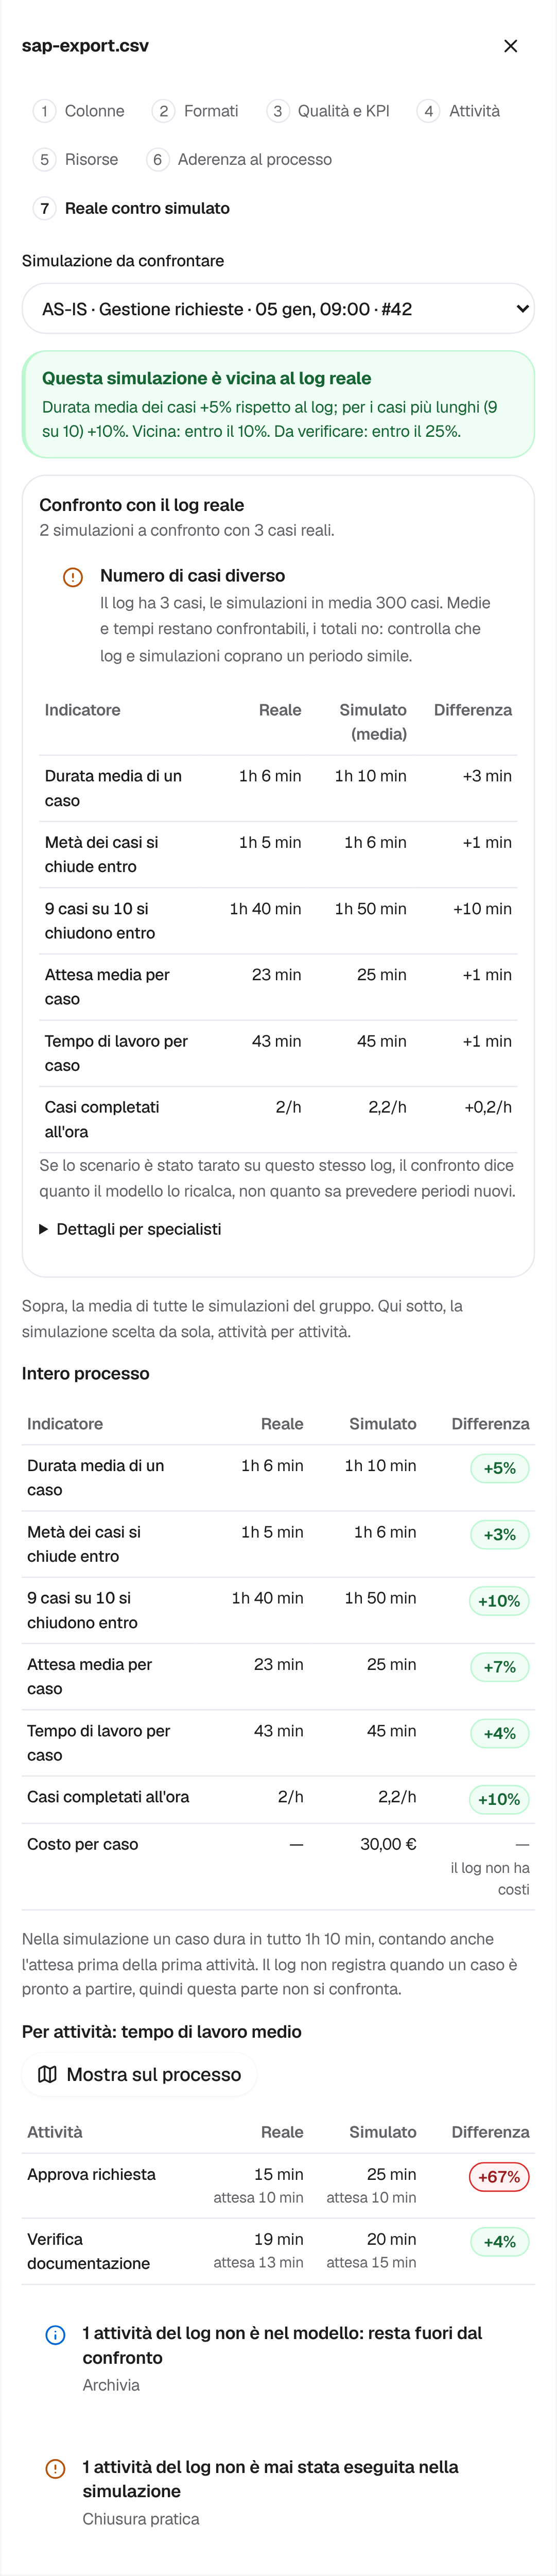 sap-export.csv
1 Colonne 2 Formati 3 Qualità e KPI 4 Attività
5 Risorse 6 Aderenza al processo
7 Reale contro simulato
Simulazione da confrontare
AS-IS · Gestione richieste · 05 gen, 09:00 · #42
Questa simulazione è vicina al log reale
Durata media dei casi +5% rispetto al log; per i casi più lunghi (9
su 10) +10%. Vicina: entro il 10%. Da verificare: entro il 25%.
Confronto con il log reale
2 simulazioni a confronto con 3 casi reali.
Numero di casi diverso
Il log ha 3 casi, le simulazioni in media 300 casi. Medie
e tempi restano confrontabili, i totali no: controlla che
log e simulazioni coprano un periodo simile.
Indicatore Reale Simulato Differenza
(media)
Durata media di un 1h 6 min 1h 10 min +3 min
caso
Metà dei casi si 1h 5 min 1h 6 min +1 min
chiude entro
9 casi su 10 si 1h 40 min 1h 50 min +10 min
chiudono entro
Attesa media per 23 min 25 min +1 min
caso
Tempo di lavoro per 43 min 45 min +1 min
caso
Casi completati 2/h 2,2/h +0,2/h
all'ora
Se lo scenario è stato tarato su questo stesso log, il confronto dice
quanto il modello lo ricalca, non quanto sa prevedere periodi nuovi.
Dettagli per specialisti
Sopra, la media di tutte le simulazioni del gruppo. Qui sotto, la
simulazione scelta da sola, attività per attività.
Intero processo
Indicatore Reale Simulato Differenza
Durata media di un 1h 6 min 1h 10 min +5%
caso
Metà dei casi si 1h 5 min 1h 6 min +3%
chiude entro
9 casi su 10 si 1h 40 min 1h 50 min +10%
chiudono entro
Attesa media per 23 min 25 min +7%
caso
Tempo di lavoro per 43 min 45 min +4%
caso
Casi completati all'ora 2/h 2,2/h +10%
Costo per caso — 30,00 € —
il log non ha
costi
Nella simulazione un caso dura in tutto 1h 10 min, contando anche
l'attesa prima della prima attività. Il log non registra quando un caso è
pronto a partire, quindi questa parte non si confronta.
Per attività: tempo di lavoro medio
Mostra sul processo
Attività Reale Simulato Differenza
Approva richiesta 15 min 25 min +67%
attesa 10 min attesa 10 min
Verifica 19 min 20 min +4%
documentazione attesa 13 min attesa 15 min
1 attività del log non è nel modello: resta fuori dal
confronto
Archivia
1 attività del log non è mai stata eseguita nella
simulazione
Chiusura pratica